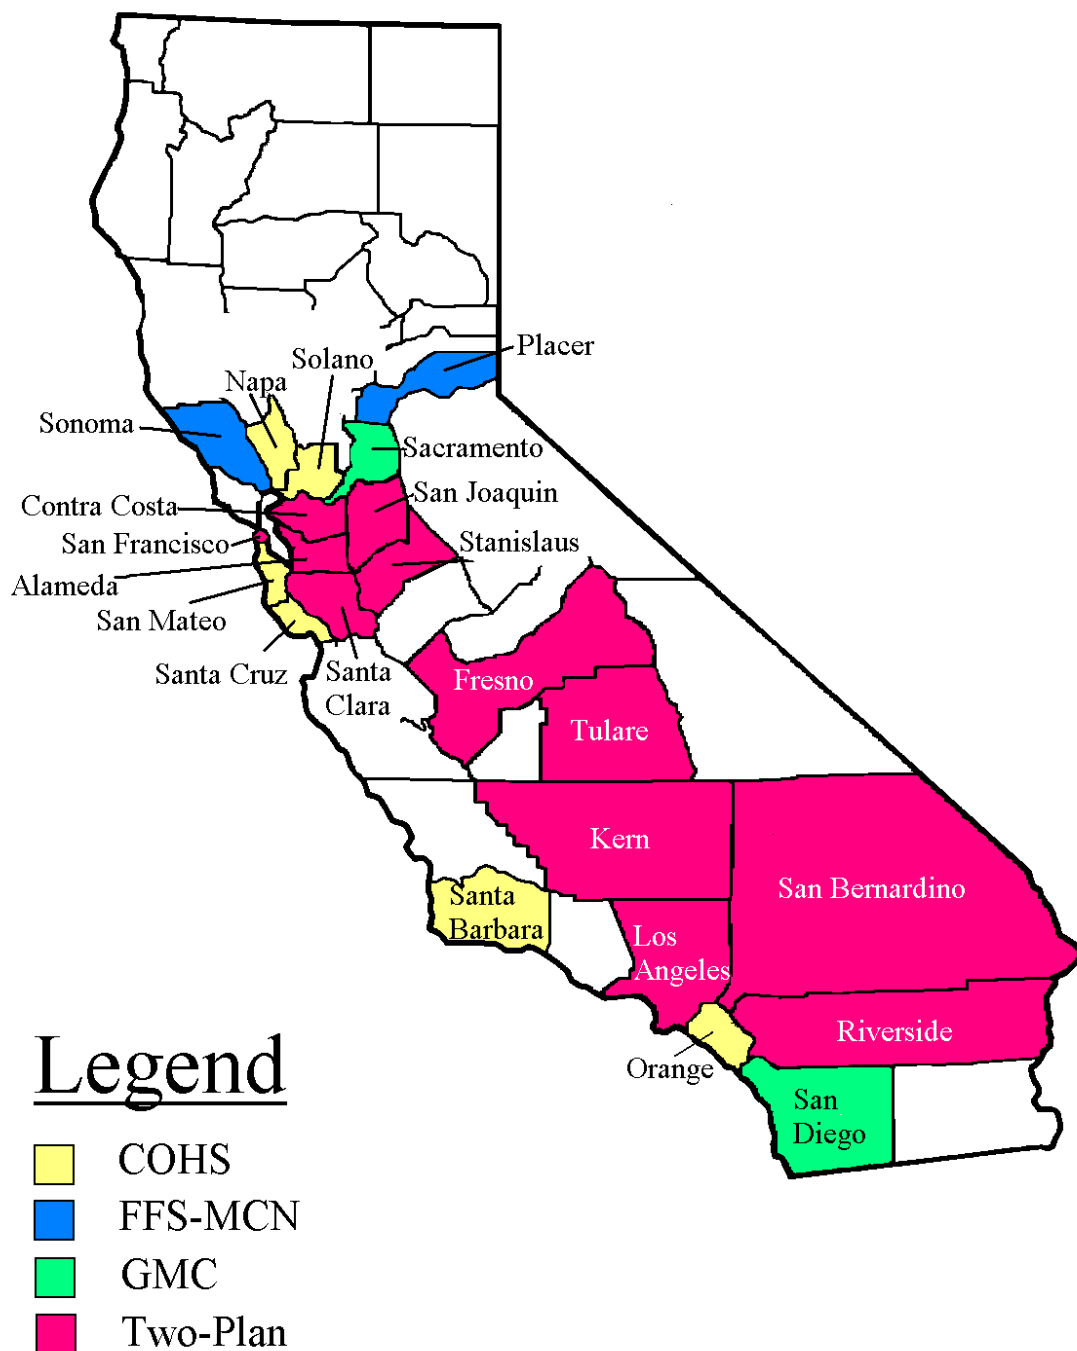 Placer
Solano
Napa
Sonoma
Sacramento
San Joaquin
Contra Costa
San Francisco
Stanislaus
Alameda
San Mateo
Santa Cruz
Santa
Clara
Fresno
Tulare
Kern
San Bernardino
Santa
Barbara
Los
Angeles
Riverside
Orange
San
Diego
Legend
COHS
FFS-MCN
GMC
Two-Plan